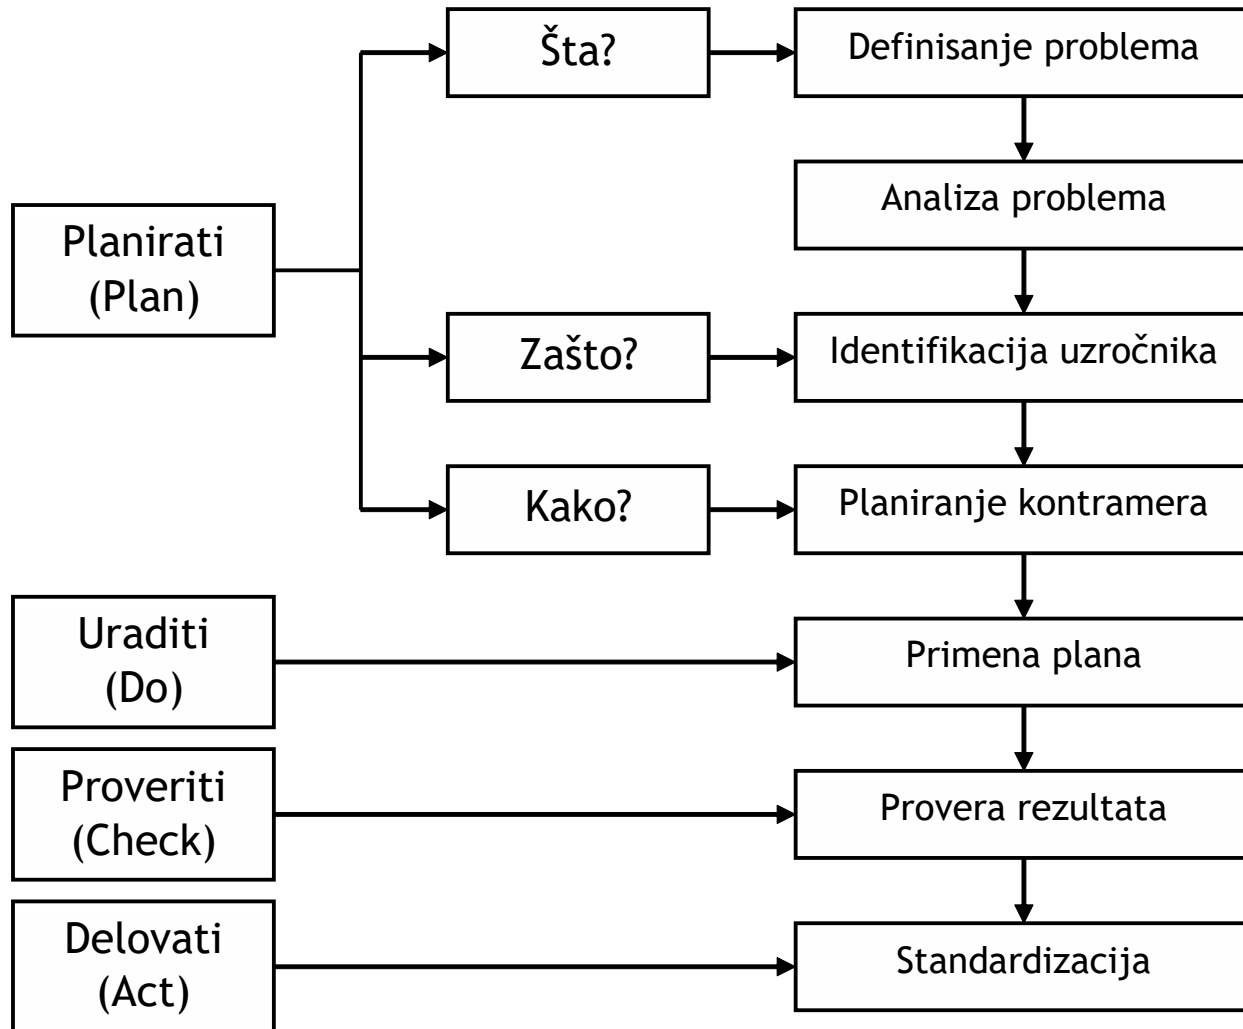 Šta?
Definisanje problema
Analiza problema
Planirati
(Plan)
Zašto?
Identifikacija uzročnika
Kako?
Planiranje kontramera
Uraditi
(Do)
Primena plana
Proveriti
(Check)
Provera rezultata
Delovati
(Act)
Standardizacija